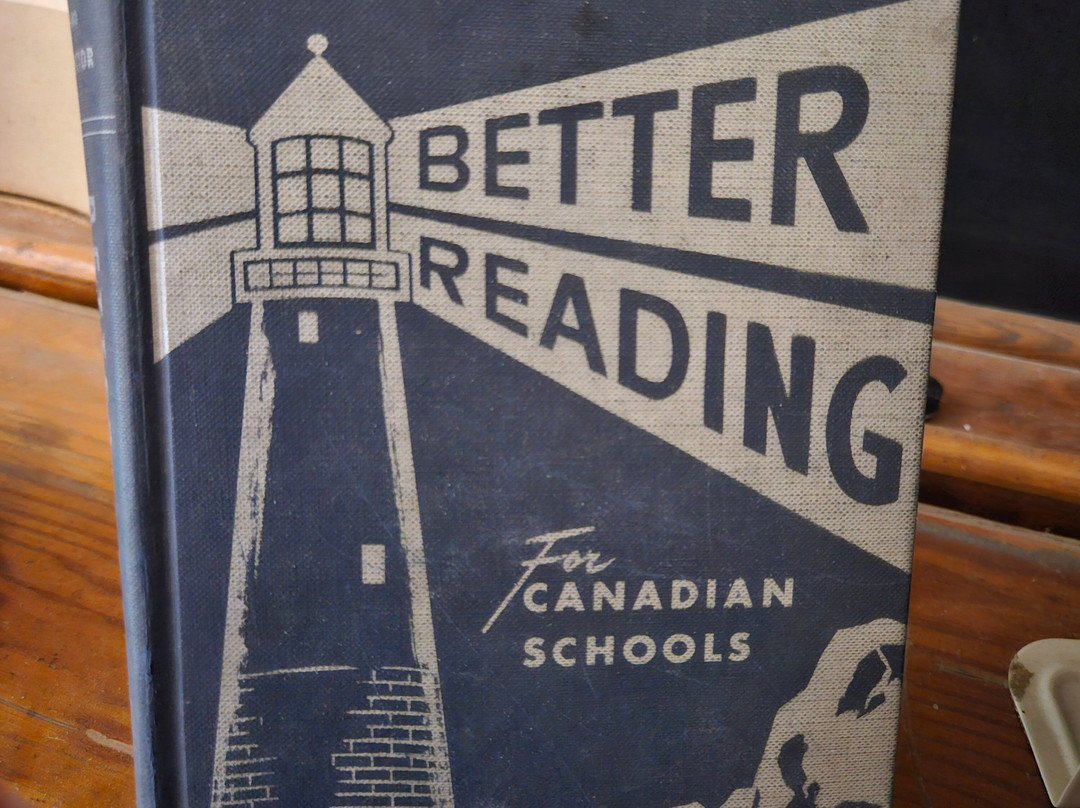 BETTER
READING
For
CANADIAN
SCHOOLS